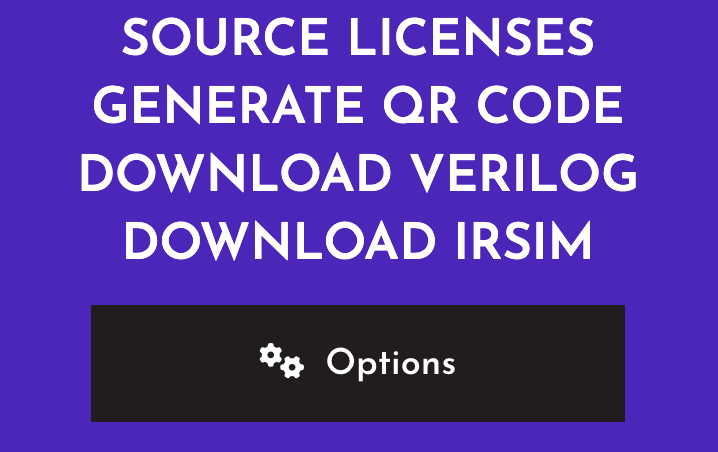 SOURCE LICENSES
GENERATE QR CODE
DOWNLOAD VERILOG
DOWNLOAD IRSIM
Options